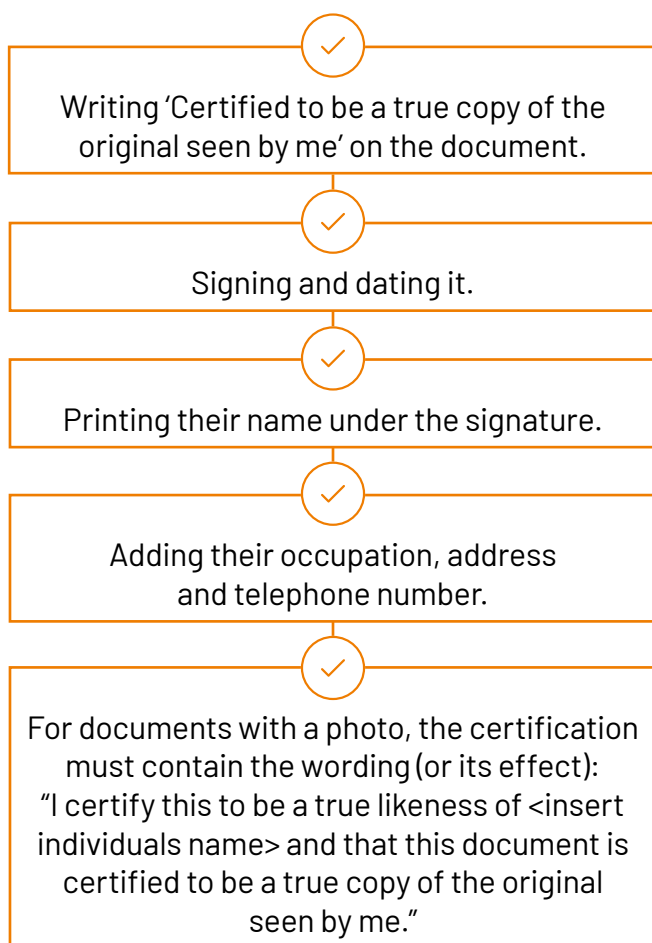 Writing ‘Certified to be a true copy of the
original seen by me’ on the document.
Signing and dating it.
Printing their name under the signature.
Adding their occupation, address
and telephone number.
For documents with a photo, the certification
must contain the wording (or its effect):
“I certify this to be a true likeness of <insert
individuals name> and that this document is
certified to be a true copy of the original
seen by me.”